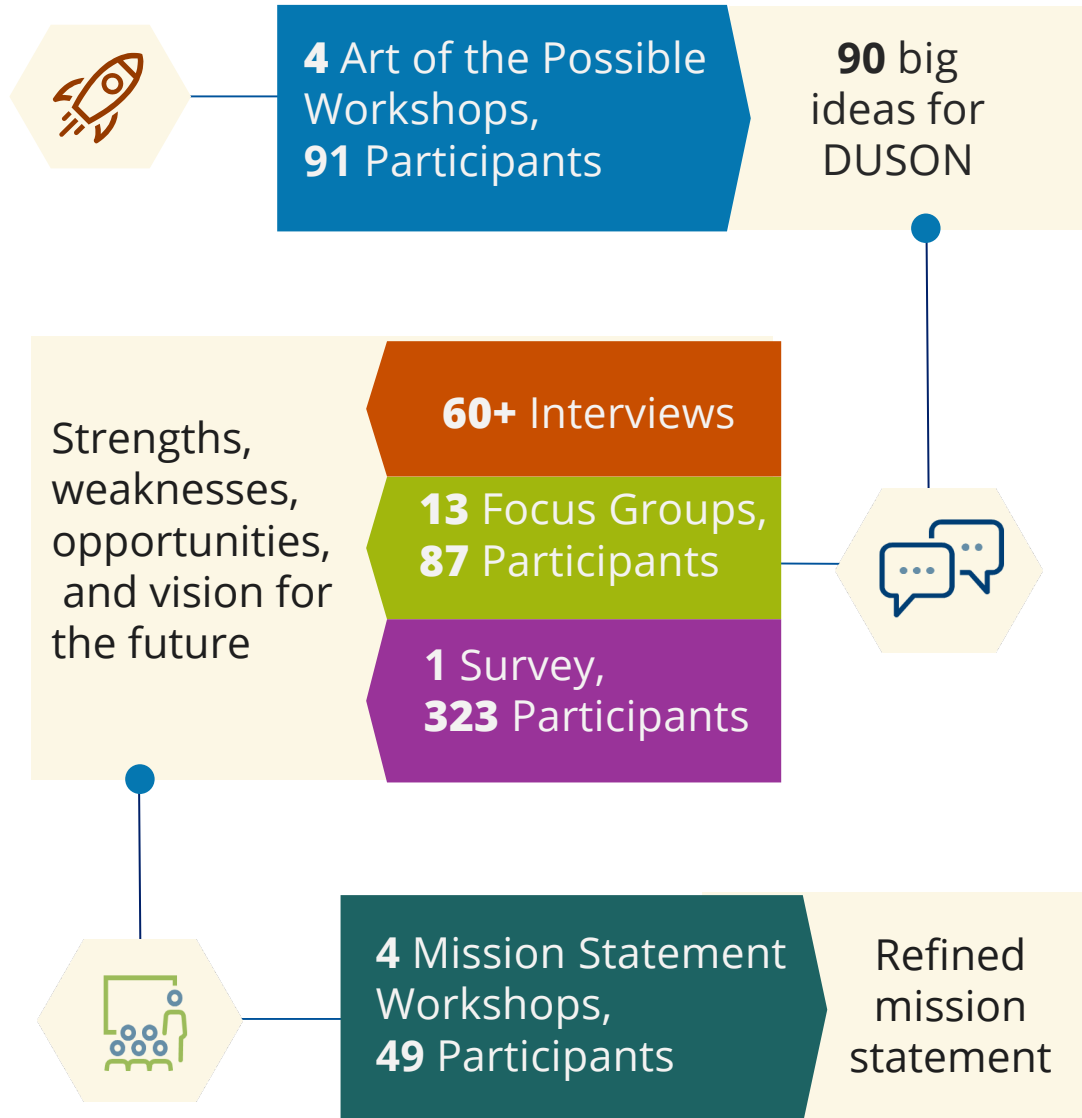 4 Art of the Possible
Workshops,
91 Participants
90 big
ideas for
DUSON
Strengths,
weaknesses,
opportunities,
and vision for
the future
60+ Interviews
13 Focus Groups,
87 Participants
1 Survey,
323 Participants
4 Mission Statement
Workshops,
49 Participants
Refined
mission
statement